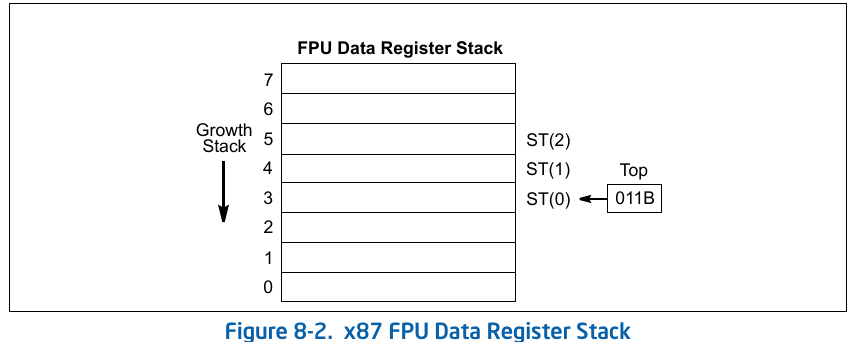 FPU Data Register Stack
7
6
Growth
Stack
5
ST(2)
4
ST(1)
Top
3
ST(0)
011B
2
1
0
Figure 8-2. x87 FPU Data Register Stack